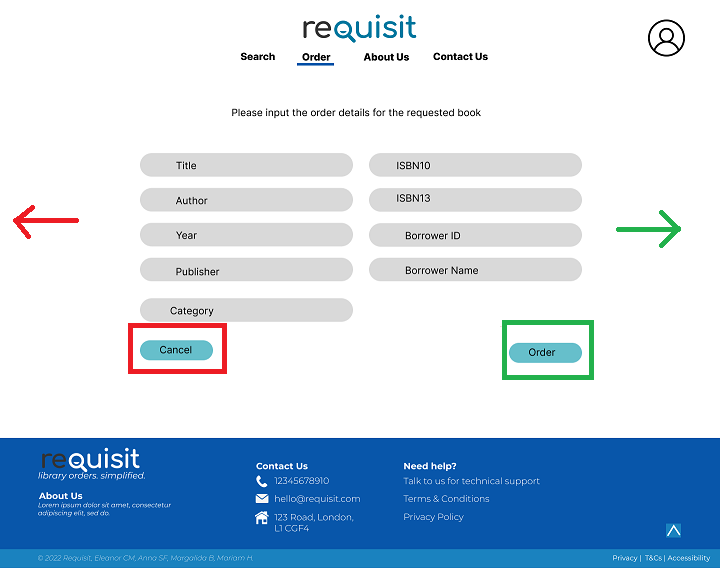 requisit
Search Order About Us Contact Us
Please input the order details for the requested book
Title ISBN10
Author ISBN13
Year Borrower ID
Publisher Borrower Name
Category
Cancel Order
requisit
library orders. simplified.
About Us
Lorem ipsum dolor sit amet, consectetur
adipiscing elit, sed do.
Contact Us
12345678910
hello@requisit.com
123 Road, London,
L1 CGF4
Need help?
Talk to us for technical support
Terms & Conditions
Privacy Policy
© 2022 Requisit, Eleanor CM, Anna SF, Margarida B, Mariam H.
Privacy | T&Cs | Accessibility